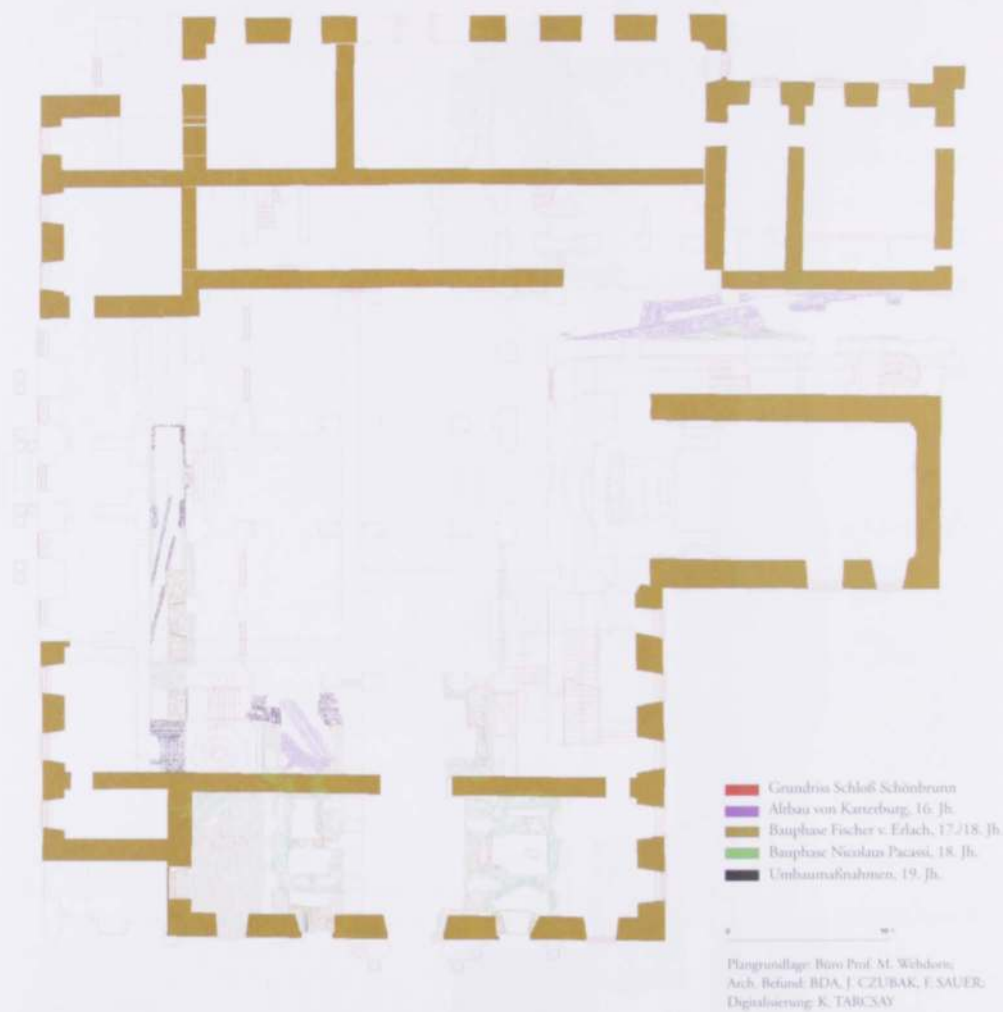 Grundriss Schloß Schönbrunn
Altbau von Katterburg, 16. Jh.
Bauphase Fischer v. Erlach, 17./18. Jh.
Bauphase Nicolaus Pacassi, 18. Jh.
Umbaumaßnahmen, 19. Jh.
0
Plangrundlage: Büro Prof. M. Wehdorn;
Arch. Befund: BDA, J. CZUBAK, F. SAUER;
Digitalisierung: K. TARCSAY